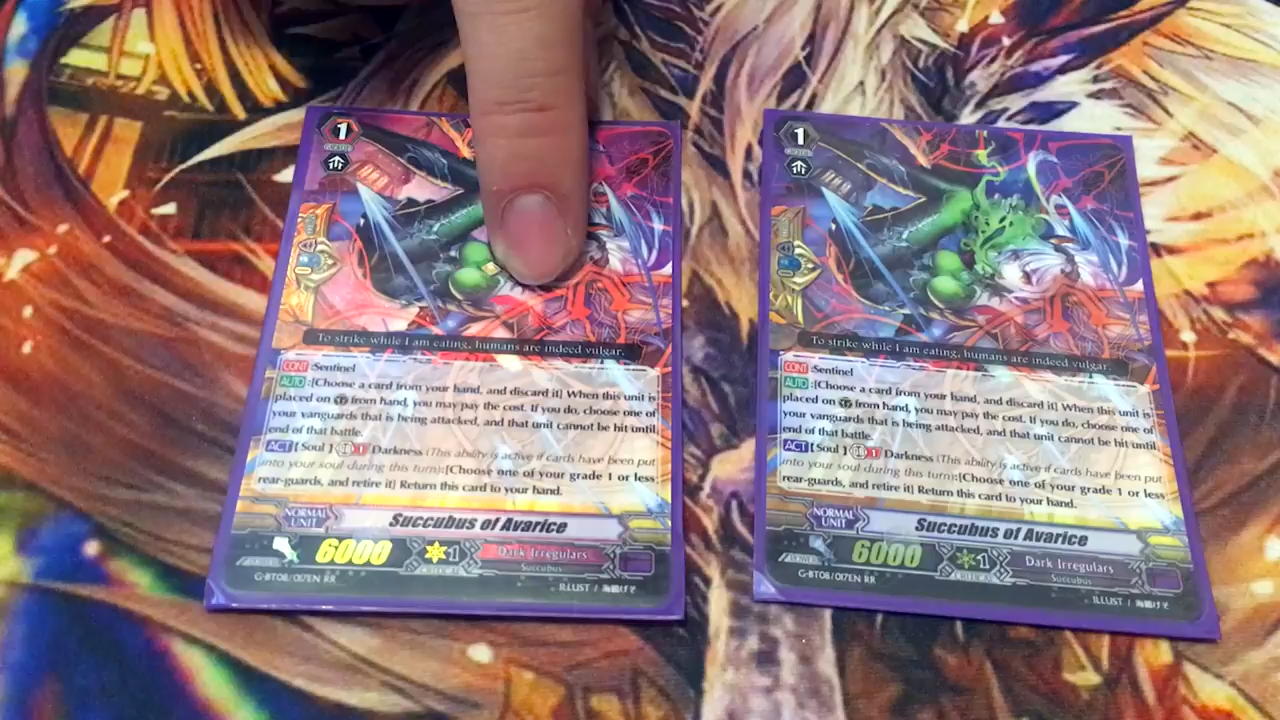 1
GRADE
To strike while I am eating, humans are indeed vulgar.
CONT :Sentinel
AUTO :[Choose a card from your hand, and discard it] When this unit is
placed on from hand, you may pay the cost. If you do, choose one of
your vanguards that is being attacked, and that unit cannot be hit until
end of that battle.
ACT [Soul] 1 Darkness (This ability is active if cards have been put
into your soul during this turn):[Choose one of your grade 1 or less
rear-guards, and retire it] Return this card to your hand.
NORMAL
UNIT
Succubus of Avarice
POWER 6000 CRITICAL 1 Dark Irregulars
Succubus
G-BT08/017EN RR
ILLUST /
1
GRADE
To strike while I am eating, humans are indeed vulgar.
CONT :Sentinel
AUTO :[Choose a card from your hand, and discard it] When this unit is
placed on from hand, you may pay the cost. If you do, choose one of
your vanguards that is being attacked, and that unit cannot be hit until
end of that battle.
ACT [Soul] 1 Darkness (This ability is active if cards have been put
into your soul during this turn):[Choose one of your grade 1 or less
rear-guards, and retire it] Return this card to your hand.
NORMAL
UNIT
Succubus of Avarice
POWER 6000 CRITICAL 1 Dark Irregulars
Succubus
G-BT08/017EN RR
ILLUST /